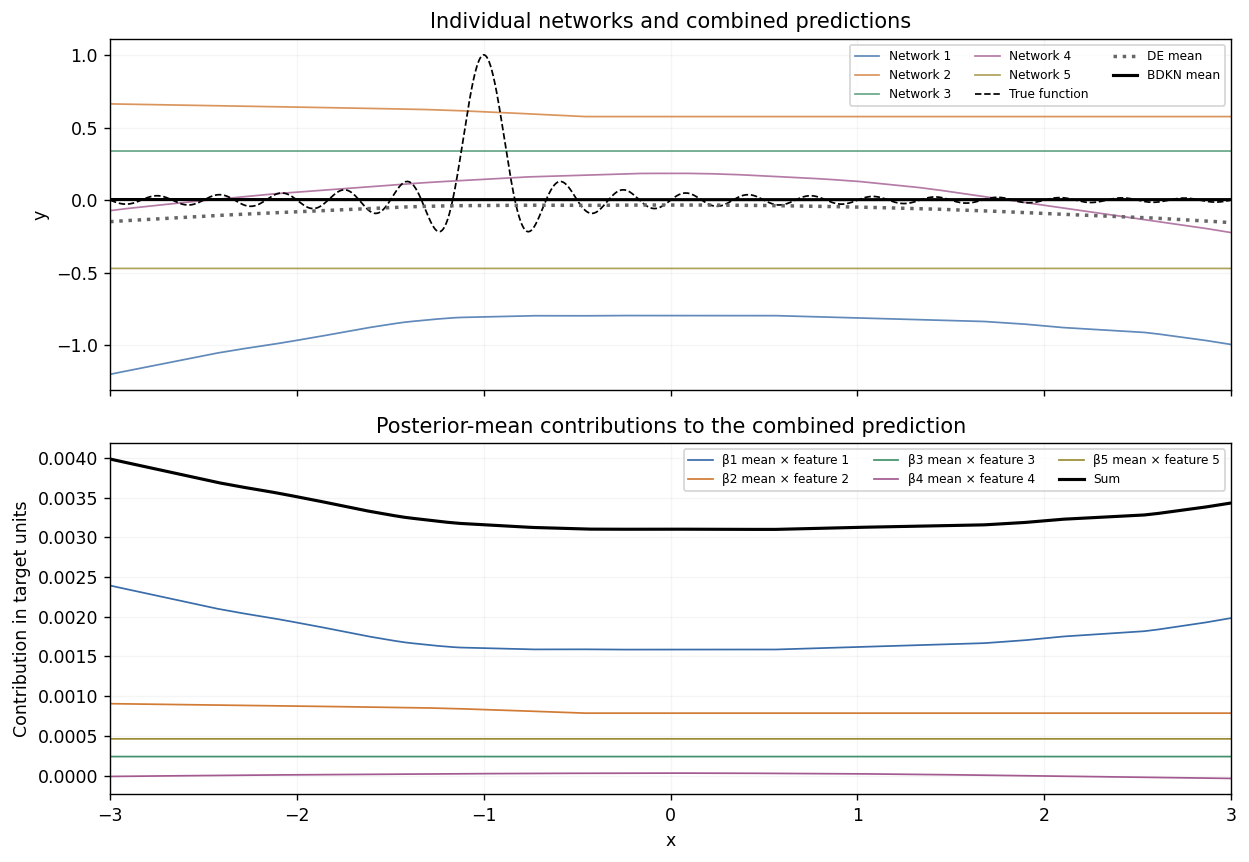 Individual networks and combined predictions
1.0
0.5
0.0
−0.5
−1.0
y
Network 1
Network 2
Network 3
Network 4
Network 5
True function
DE mean
BDKN mean
Posterior-mean contributions to the combined prediction
0.0040
0.0035
0.0030
0.0025
0.0020
0.0015
0.0010
0.0005
0.0000
Contribution in target units
β1 mean × feature 1
β2 mean × feature 2
β3 mean × feature 3
β4 mean × feature 4
β5 mean × feature 5
Sum
−3
−2
−1
0
1
2
3
x